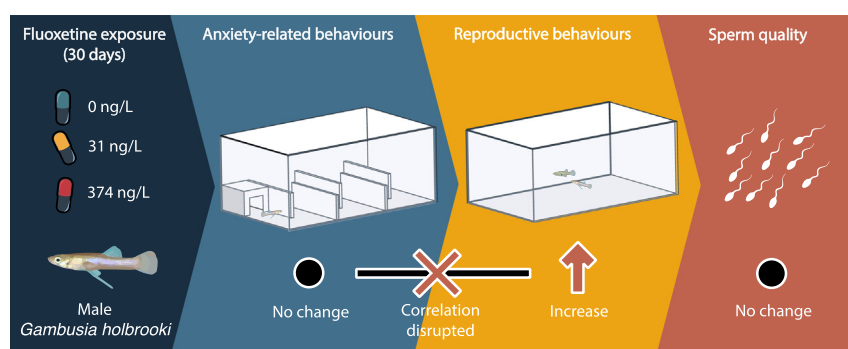 Fluoxetine exposure
(30 days)
0 ng/L
31 ng/L
374 ng/L
Male
Gambusia holbrooki
Anxiety-related behaviours
No change
Correlation
disrupted
Reproductive behaviours
Increase
Sperm quality
No change